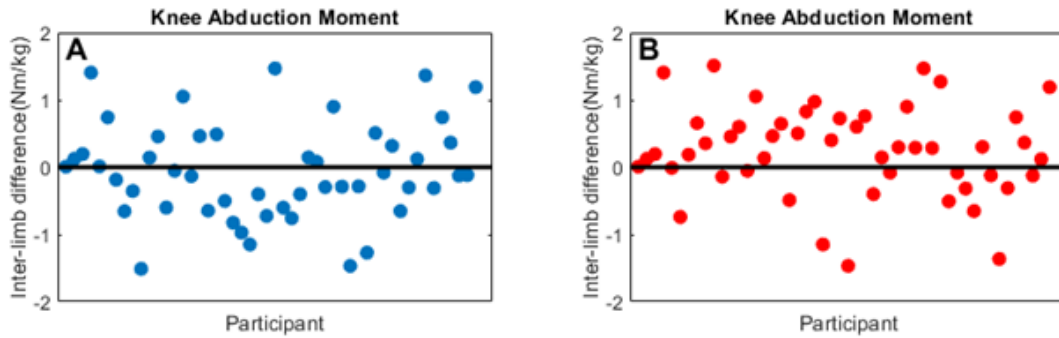 Knee Abduction Moment
A
Inter-limb difference(Nm/kg)
2
1
0
-1
-2
Participant
Knee Abduction Moment
B
Inter-limb difference(Nm/kg)
2
1
0
-1
-2
Participant